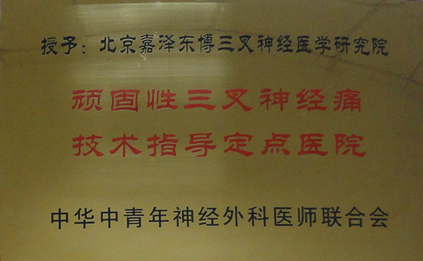 授予：北京嘉泽东博三叉神经医学研究院
顽固性三叉神经痛
技术指导定点医院
中华中青年神经外科医师联合会